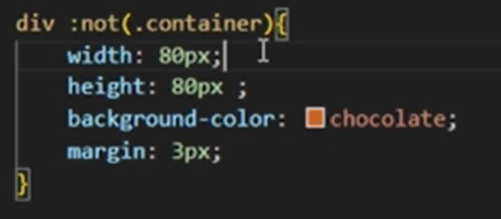 div :not(.container){
width: 80px;
height: 80px ;
background-color: chocolate;
margin: 3px;
}